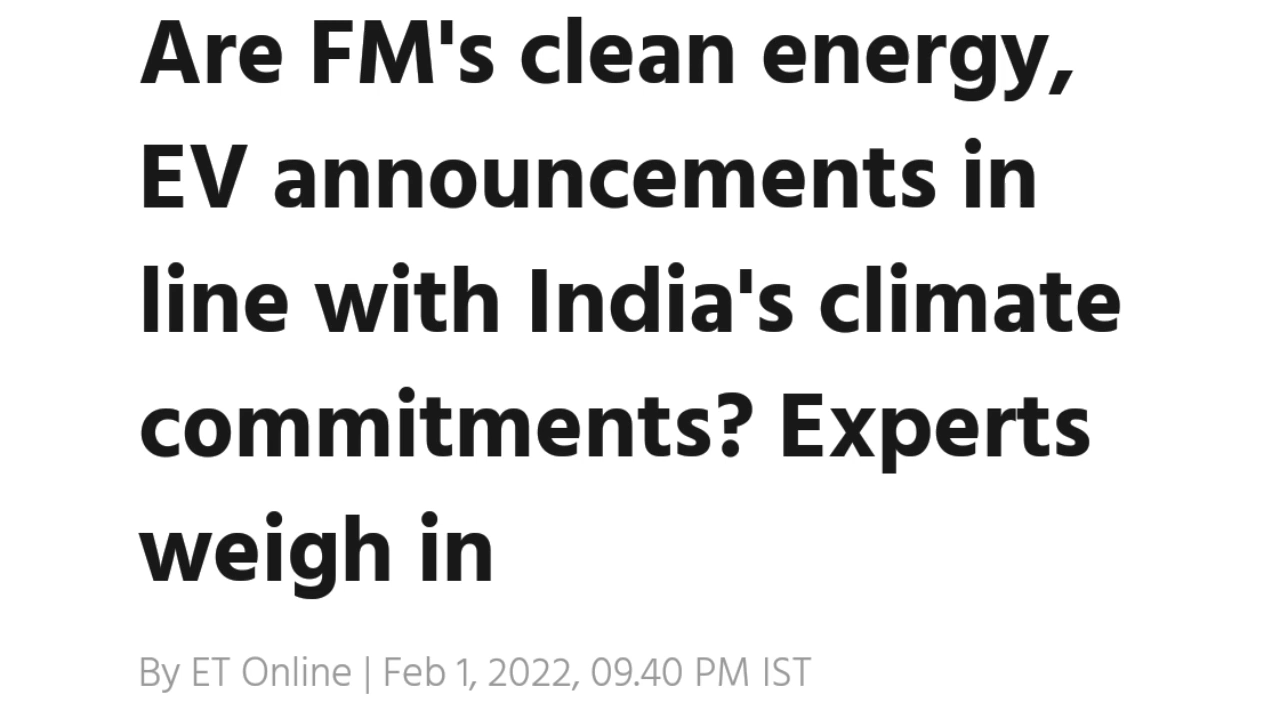 Are FM's clean energy,
EV announcements in
line with India's climate
commitments? Experts
weigh in
By ET Online | Feb 1, 2022, 09.40 PM IST